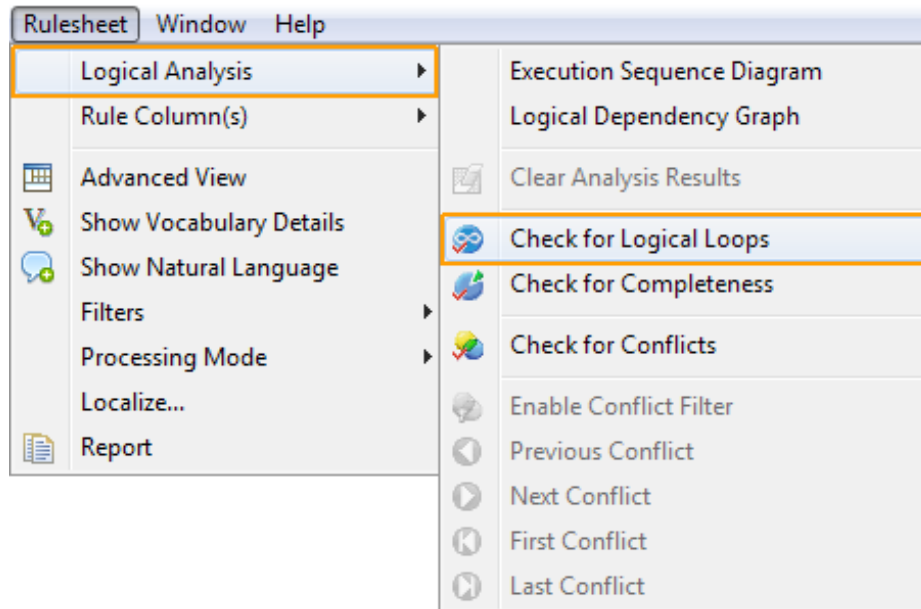 Rulesheet Window Help
Logical Analysis
Rule Column(s)
Advanced View
Show Vocabulary Details
Show Natural Language
Filters
Processing Mode
Localize...
Report
Execution Sequence Diagram
Logical Dependency Graph
Clear Analysis Results
Check for Logical Loops
Check for Completeness
Check for Conflicts
Enable Conflict Filter
Previous Conflict
Next Conflict
First Conflict
Last Conflict